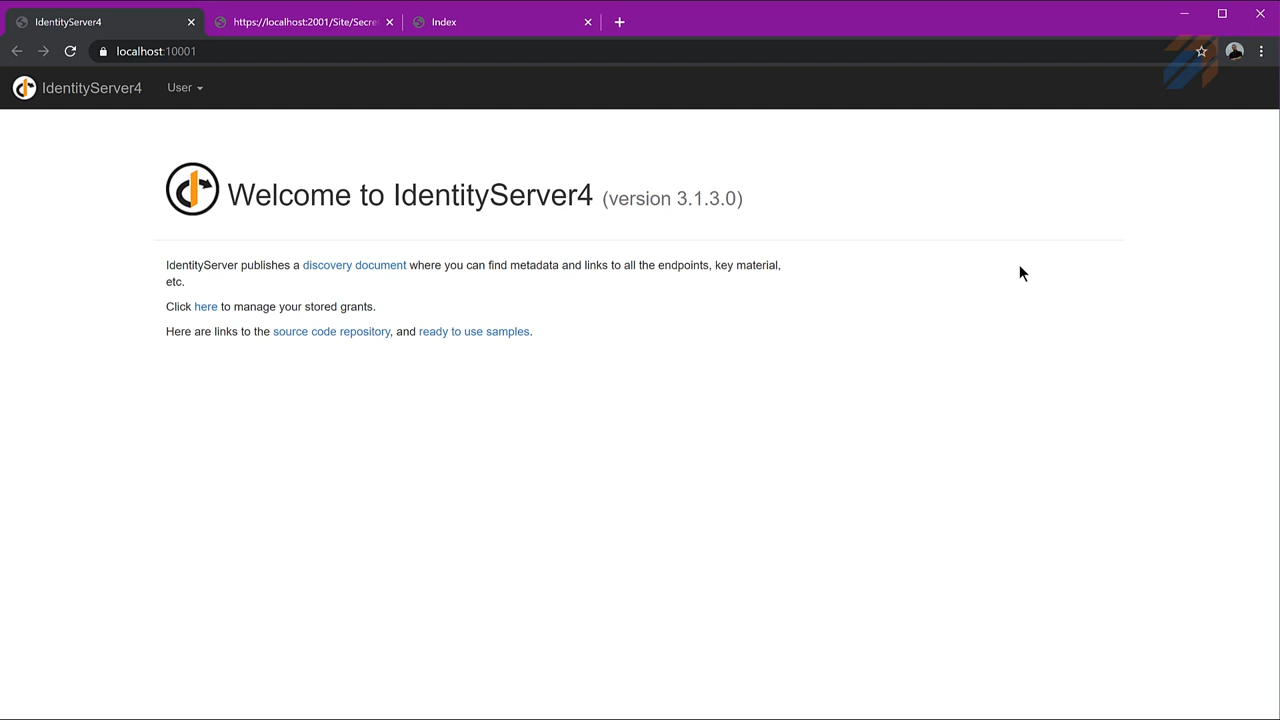 IdentityServer4
https://localhost:2001/Site/Secre
Index
localhost:10001
IdentityServer4
User
Welcome to IdentityServer4 (version 3.1.3.0)
IdentityServer publishes a discovery document where you can find metadata and links to all the endpoints, key material,
etc.
Click here to manage your stored grants.
Here are links to the source code repository, and ready to use samples.